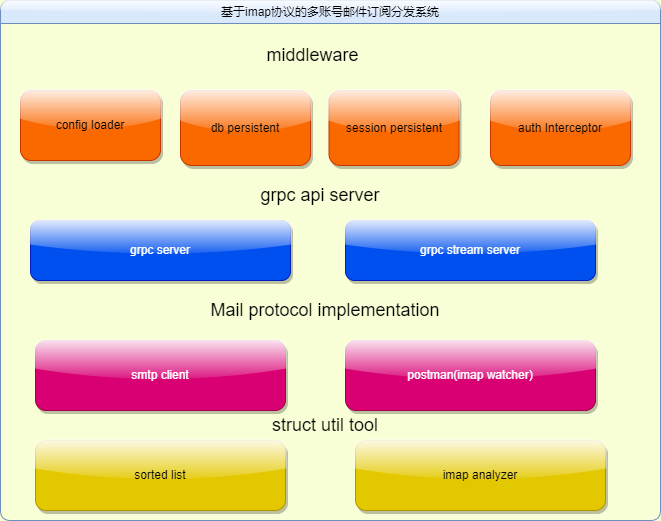 基于imap协议的多账号邮件订阅分发系统
middleware
config loader
db persistent
session persistent
auth Interceptor
grpc api server
grpc server
grpc stream server
Mail protocol implementation
smtp client
postman(imap watcher)
struct util tool
sorted list
imap analyzer